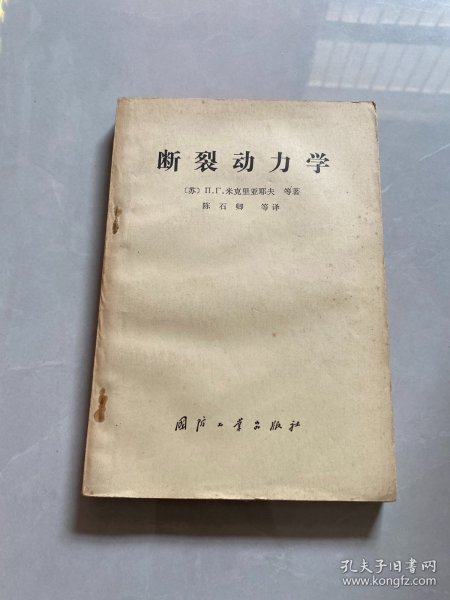 断裂动力学
〔苏〕П.Г.米克里亚耶夫 等著
陈石卿 等译
国防工业出版社
孔夫子旧书网
www.kongfz.com